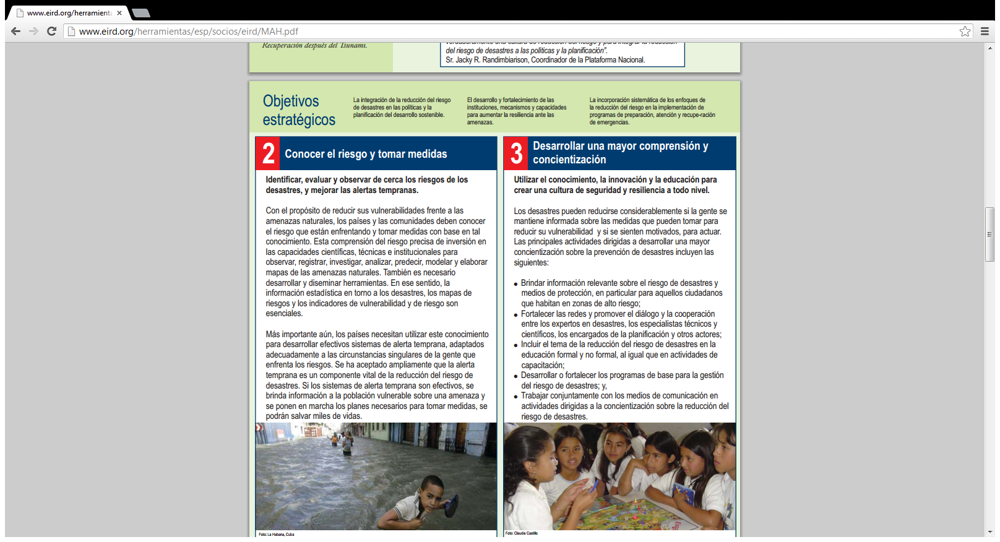 www.eird.org/herramienta
www.eird.org/herramientas/esp/socios/eird/MAH.pdf
Recuperación después del Tsunami.
verdaderamente una cultura de reducción del riesgo y para integrar la reducción
del riesgo de desastres a las políticas y la planificación".
Sr. Jacky R. Randimbiarison, Coordinador de la Plataforma Nacional.
Objetivos
estratégicos
La integración de la reducción del riesgo
de desastres en las políticas y la
planificación del desarrollo sostenible.
El desarrollo y fortalecimiento de las
instituciones, mecanismos y capacidades
para aumentar la resiliencia ante las
amenazas.
La incorporación sistemática de los enfoques de
la reducción del riesgo en la implementación de
programas de preparación, atención y recupe-ración
de emergencias.
2 Conocer el riesgo y tomar medidas
Identificar, evaluar y observar de cerca los riesgos de los
desastres, y mejorar las alertas tempranas.
Con el propósito de reducir sus vulnerabilidades frente a las
amenazas naturales, los países y las comunidades deben conocer
el riesgo que están enfrentando y tomar medidas con base en tal
conocimiento. Esta comprensión del riesgo precisa de inversión en
las capacidades científicas, técnicas e institucionales para
observar, registrar, investigar, analizar, predecir, modelar y elaborar
mapas de las amenazas naturales. También es necesario
desarrollar y diseminar herramientas. En ese sentido, la
información estadística en torno a los desastres, los mapas de
riesgos y los indicadores de vulnerabilidad y de riesgo son
esenciales.
Más importante aún, los países necesitan utilizar este conocimiento
para desarrollar efectivos sistemas de alerta temprana, adaptados
adecuadamente a las circunstancias singulares de la gente que
enfrenta los riesgos. Se ha aceptado ampliamente que la alerta
temprana es un componente vital de la reducción del riesgo de
desastres. Si los sistemas de alerta temprana son efectivos, se
brinda información a la población vulnerable sobre una amenaza y
se ponen en marcha los planes necesarios para tomar medidas, se
podrán salvar miles de vidas.
Foto: La Habana, Cuba
3 Desarrollar una mayor comprensión y
concientización
Utilizar el conocimiento, la innovación y la educación para
crear una cultura de seguridad y resiliencia a todo nivel.
Los desastres pueden reducirse considerablemente si la gente se
mantiene informada sobre las medidas que pueden tomar para
reducir su vulnerabilidad y si se sienten motivados, para actuar.
Las principales actividades dirigidas a desarrollar una mayor
concientización sobre la prevención de desastres incluyen las
siguientes:
• Brindar información relevante sobre el riesgo de desastres y
medios de protección, en particular para aquellos ciudadanos
que habitan en zonas de alto riesgo;
• Fortalecer las redes y promover el diálogo y la cooperación
entre los expertos en desastres, los especialistas técnicos y
científicos, los encargados de la planificación y otros actores;
• Incluir el tema de la reducción del riesgo de desastres en la
educación formal y no formal, al igual que en actividades de
capacitación;
• Desarrollar o fortalecer los programas de base para la gestión
del riesgo de desastres; y,
• Trabajar conjuntamente con los medios de comunicación en
actividades dirigidas a la concientización sobre la reducción del
riesgo de desastres.
Foto: Claudia Castillo